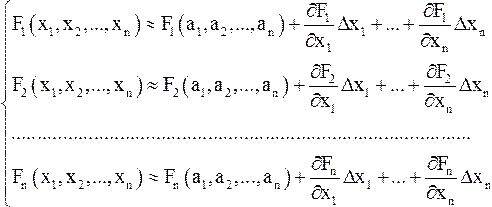 F₁(x₁,x₂,...,xₙ) ≈ F₁(a₁,a₂,...,aₙ) + ∂F₁/∂x₁ Δx₁ + ... + ∂F₁/∂xₙ Δxₙ
F₂(x₁,x₂,...,xₙ) ≈ F₂(a₁,a₂,...,aₙ) + ∂F₂/∂x₁ Δx₁ + ... + ∂F₂/∂xₙ Δxₙ
................................................................................
Fₙ(x₁,x₂,...,xₙ) ≈ Fₙ(a₁,a₂,...,aₙ) + ∂Fₙ/∂x₁ Δx₁ + ... + ∂Fₙ/∂xₙ Δxₙ